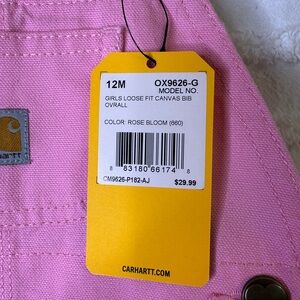 12M OX9626-G
MODEL NO.
GIRLS LOOSE FIT CANVAS BIB
OVRALL
COLOR: ROSE BLOOM (660)
8 83180 66174 8
CM9626-P182-AJ
$29.99
CARHARTT.COM